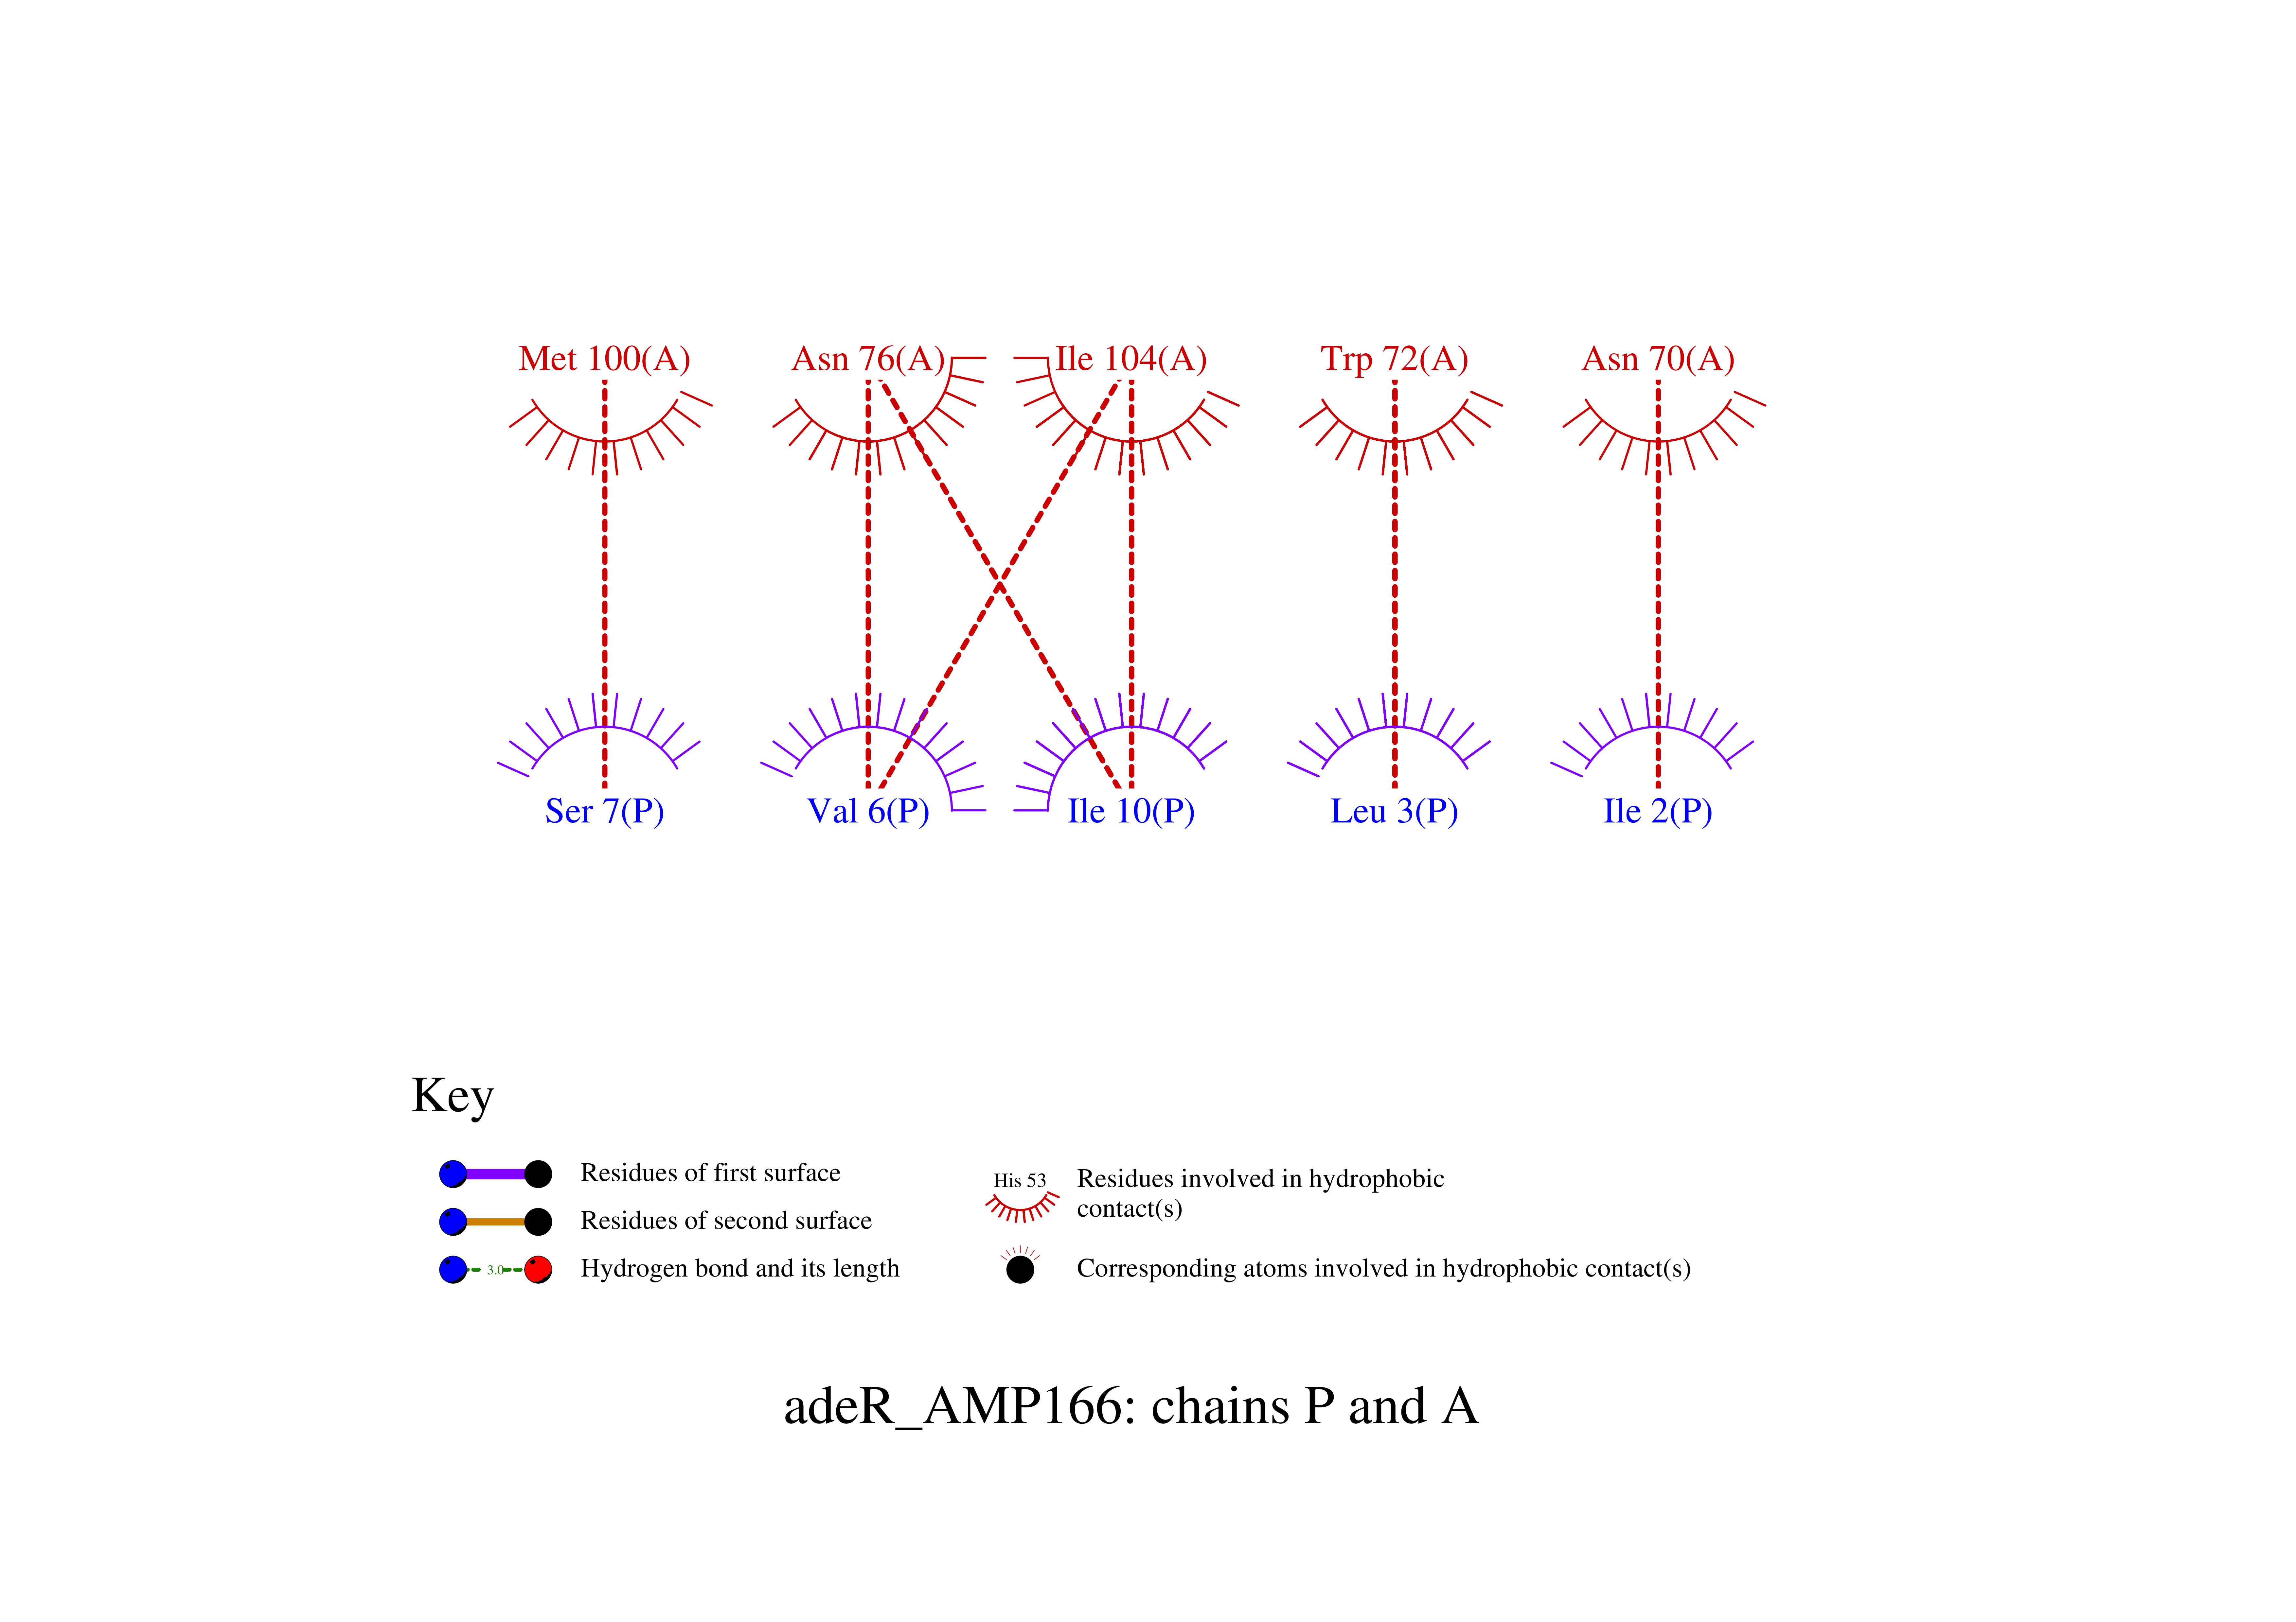 Met 100(A) Asn 76(A) Ile 104(A) Trp 72(A) Asn 70(A)
Ser 7(P) Val 6(P) Ile 10(P) Leu 3(P) Ile 2(P)
Key
Residues of first surface
Residues of second surface
3.0 Hydrogen bond and its length
His 53 Residues involved in hydrophobic
contact(s)
Corresponding atoms involved in hydrophobic contact(s)
adeR_AMP166: chains P and A